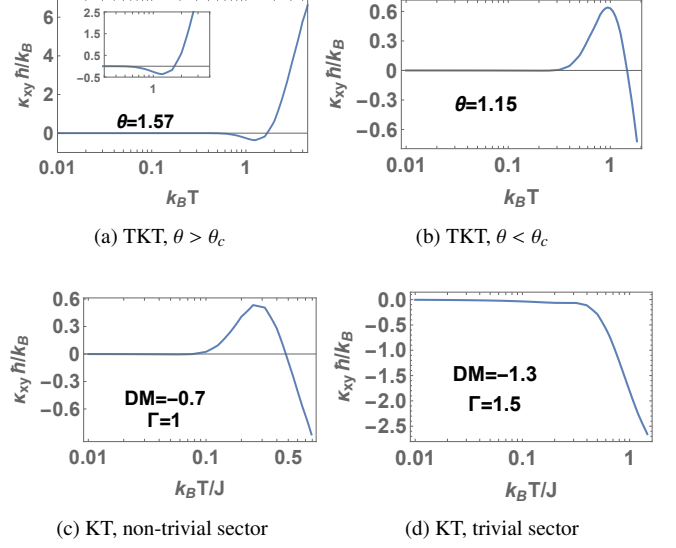 6
4
2
0
κxy ℏ/kB
2.5
1.5
0.5
−0.5
1
θ=1.57
0.01 0.1 1
kBT
(a) TKT, θ > θc
0.6
0.3
0
−0.3
−0.6
κxy ℏ/kB
θ=1.15
0.01 0.1 1
kBT
(b) TKT, θ < θc
0.6
0.3
0
−0.3
−0.6
κxy ℏ/kB
DM=−0.7
Γ=1
0.01 0.1 0.5
kBT/J
(c) KT, non-trivial sector
0.0
−0.5
−1.0
−1.5
−2.0
−2.5
κxy ℏ/kB
DM=−1.3
Γ=1.5
0.01 0.1 1
kBT/J
(d) KT, trivial sector